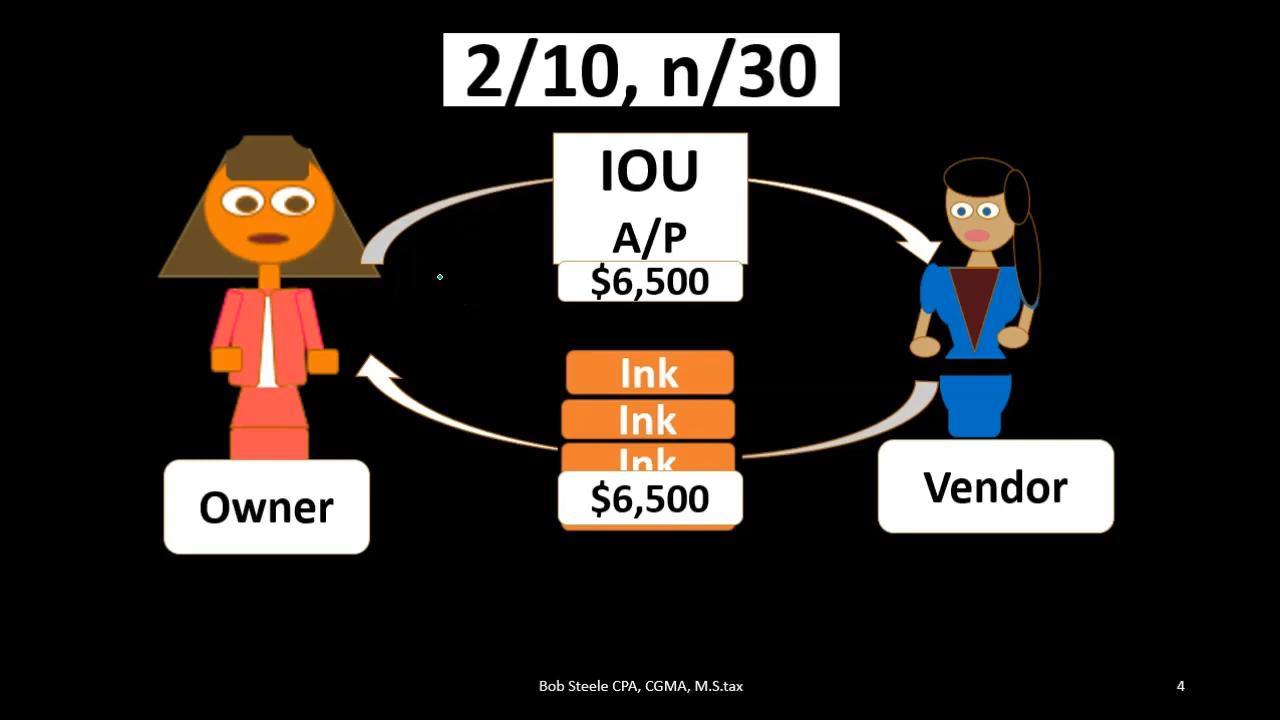 2/10, n/30
IOU
A/P
$6,500
Ink
Ink
Ink
$6,500
Owner
Vendor
Bob Steele CPA, CGMA, M.S.tax
4